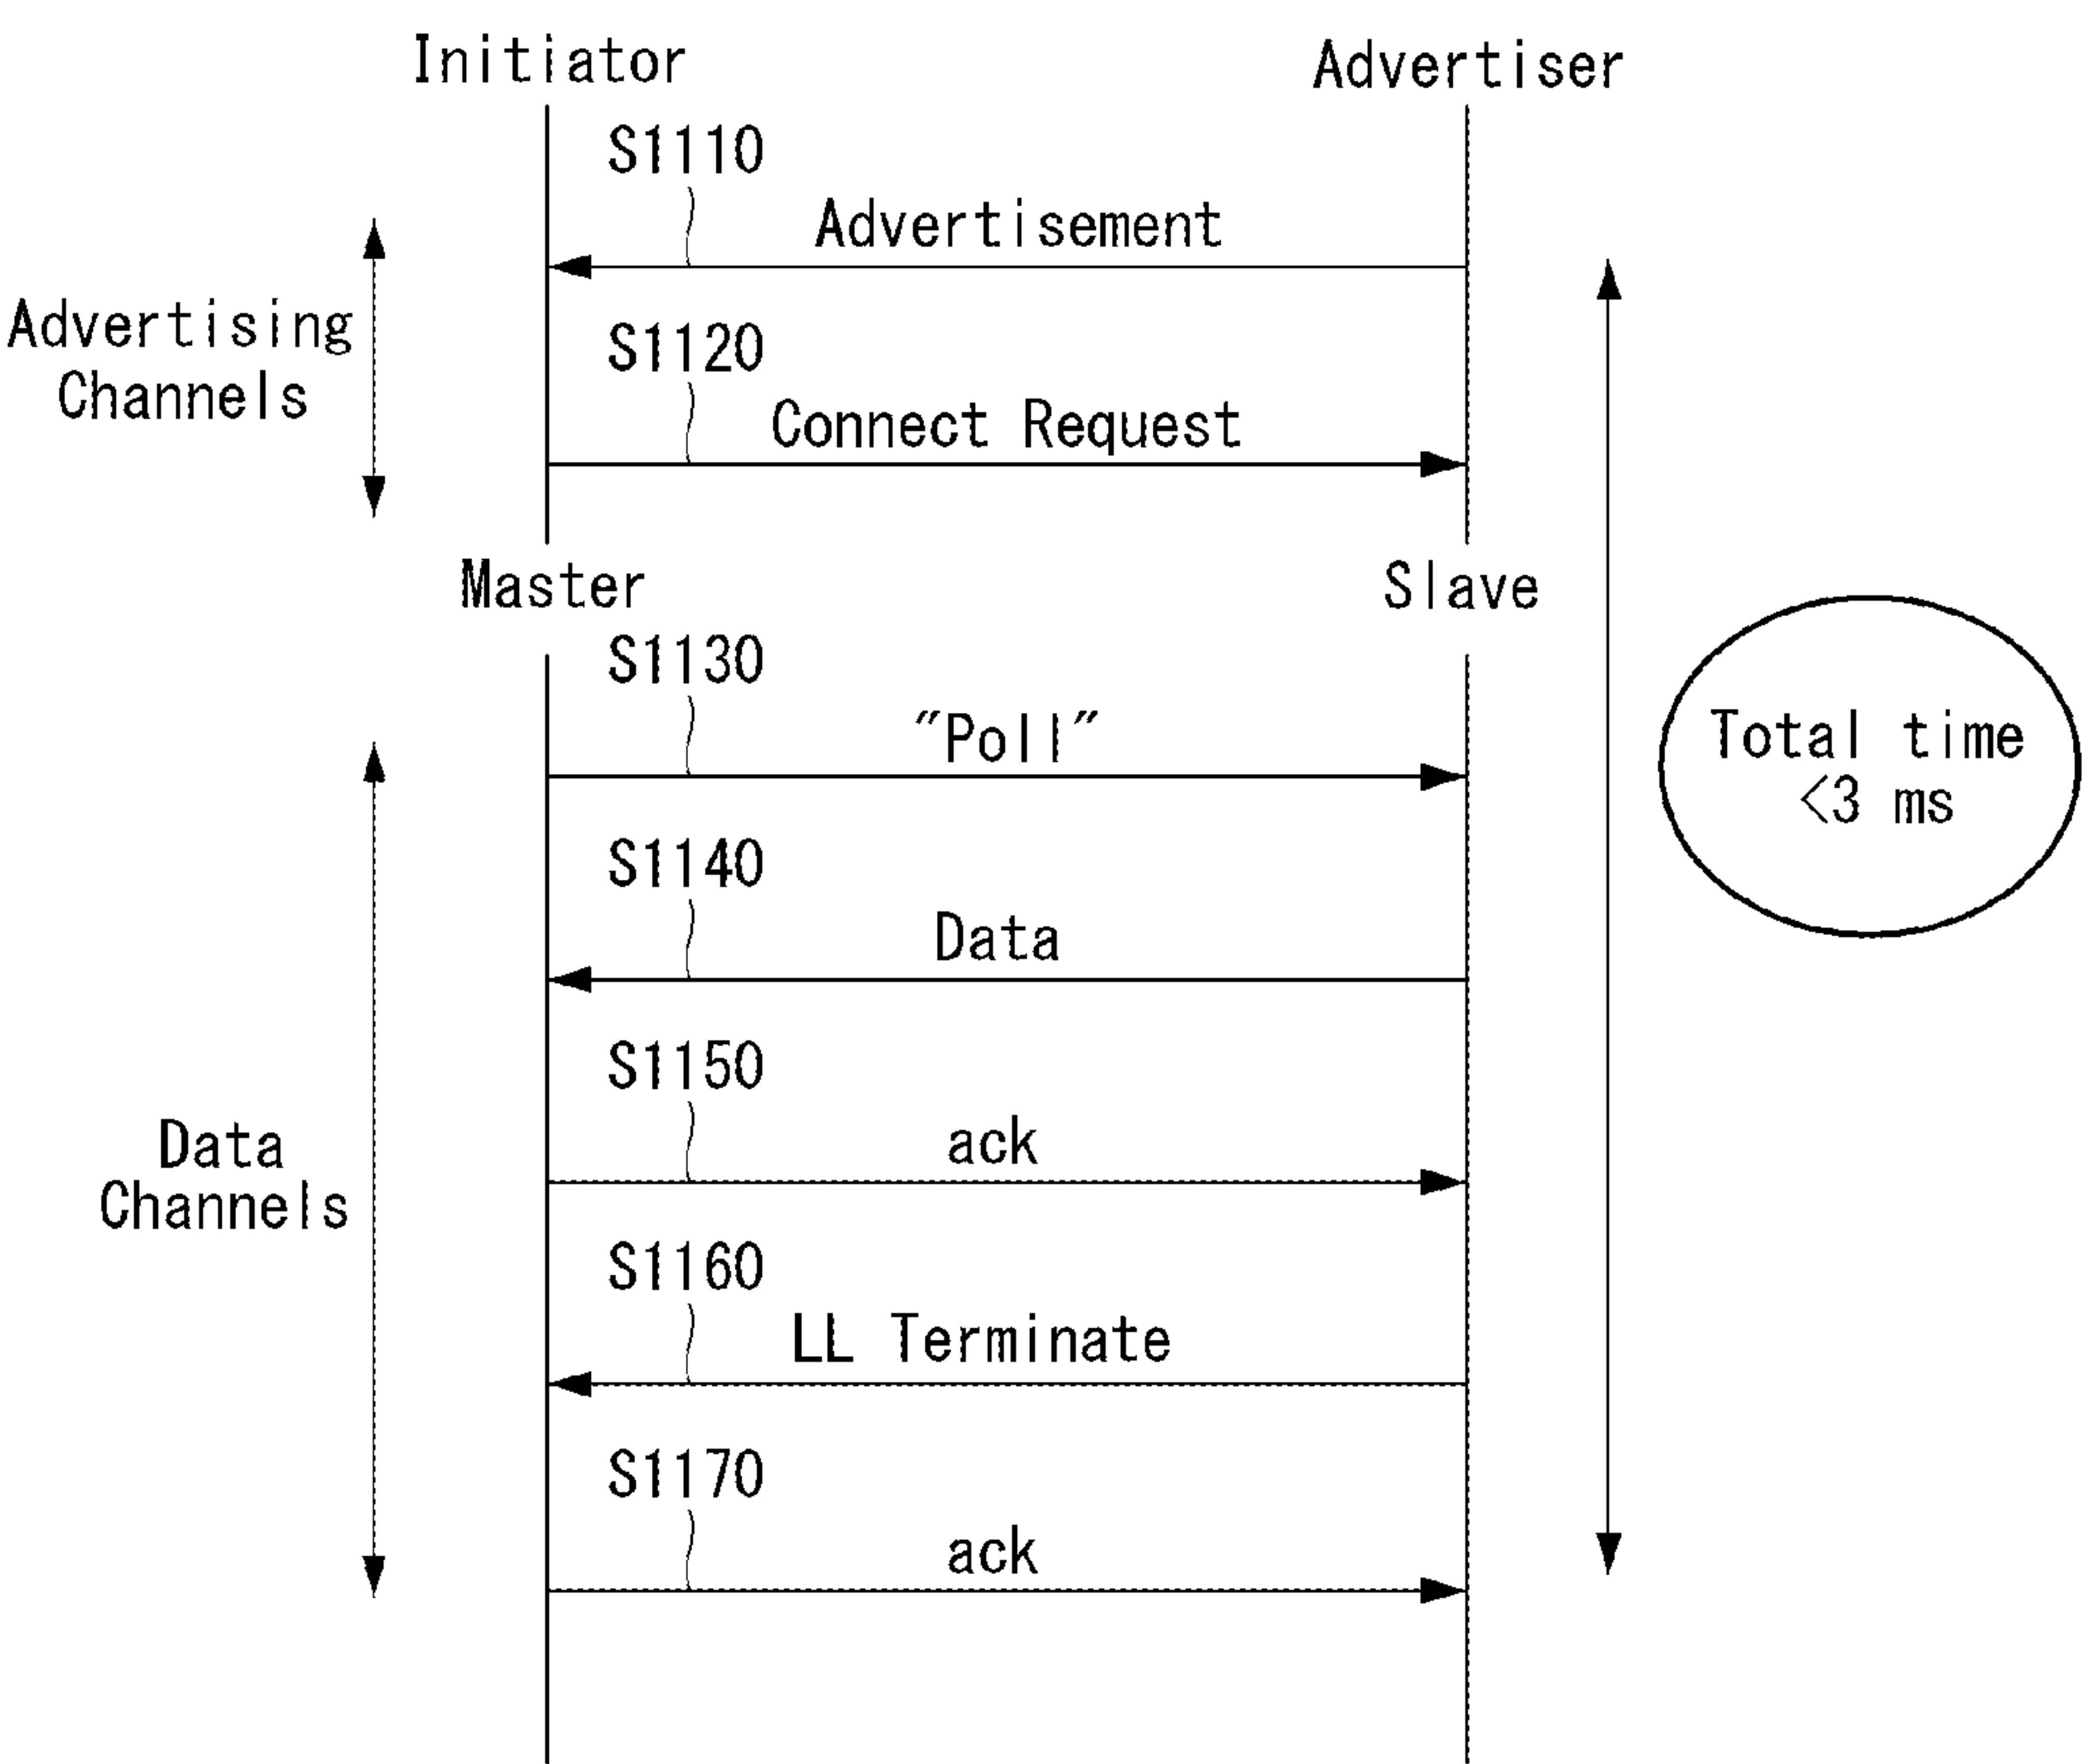 Initiator
Advertiser
S1110
Advertisement
Advertising
Channels
S1120
Connect Request
Master
Slave
S1130
"Poll"
Total time
<3 ms
S1140
Data
S1150
ack
Data
Channels
S1160
LL Terminate
S1170
ack